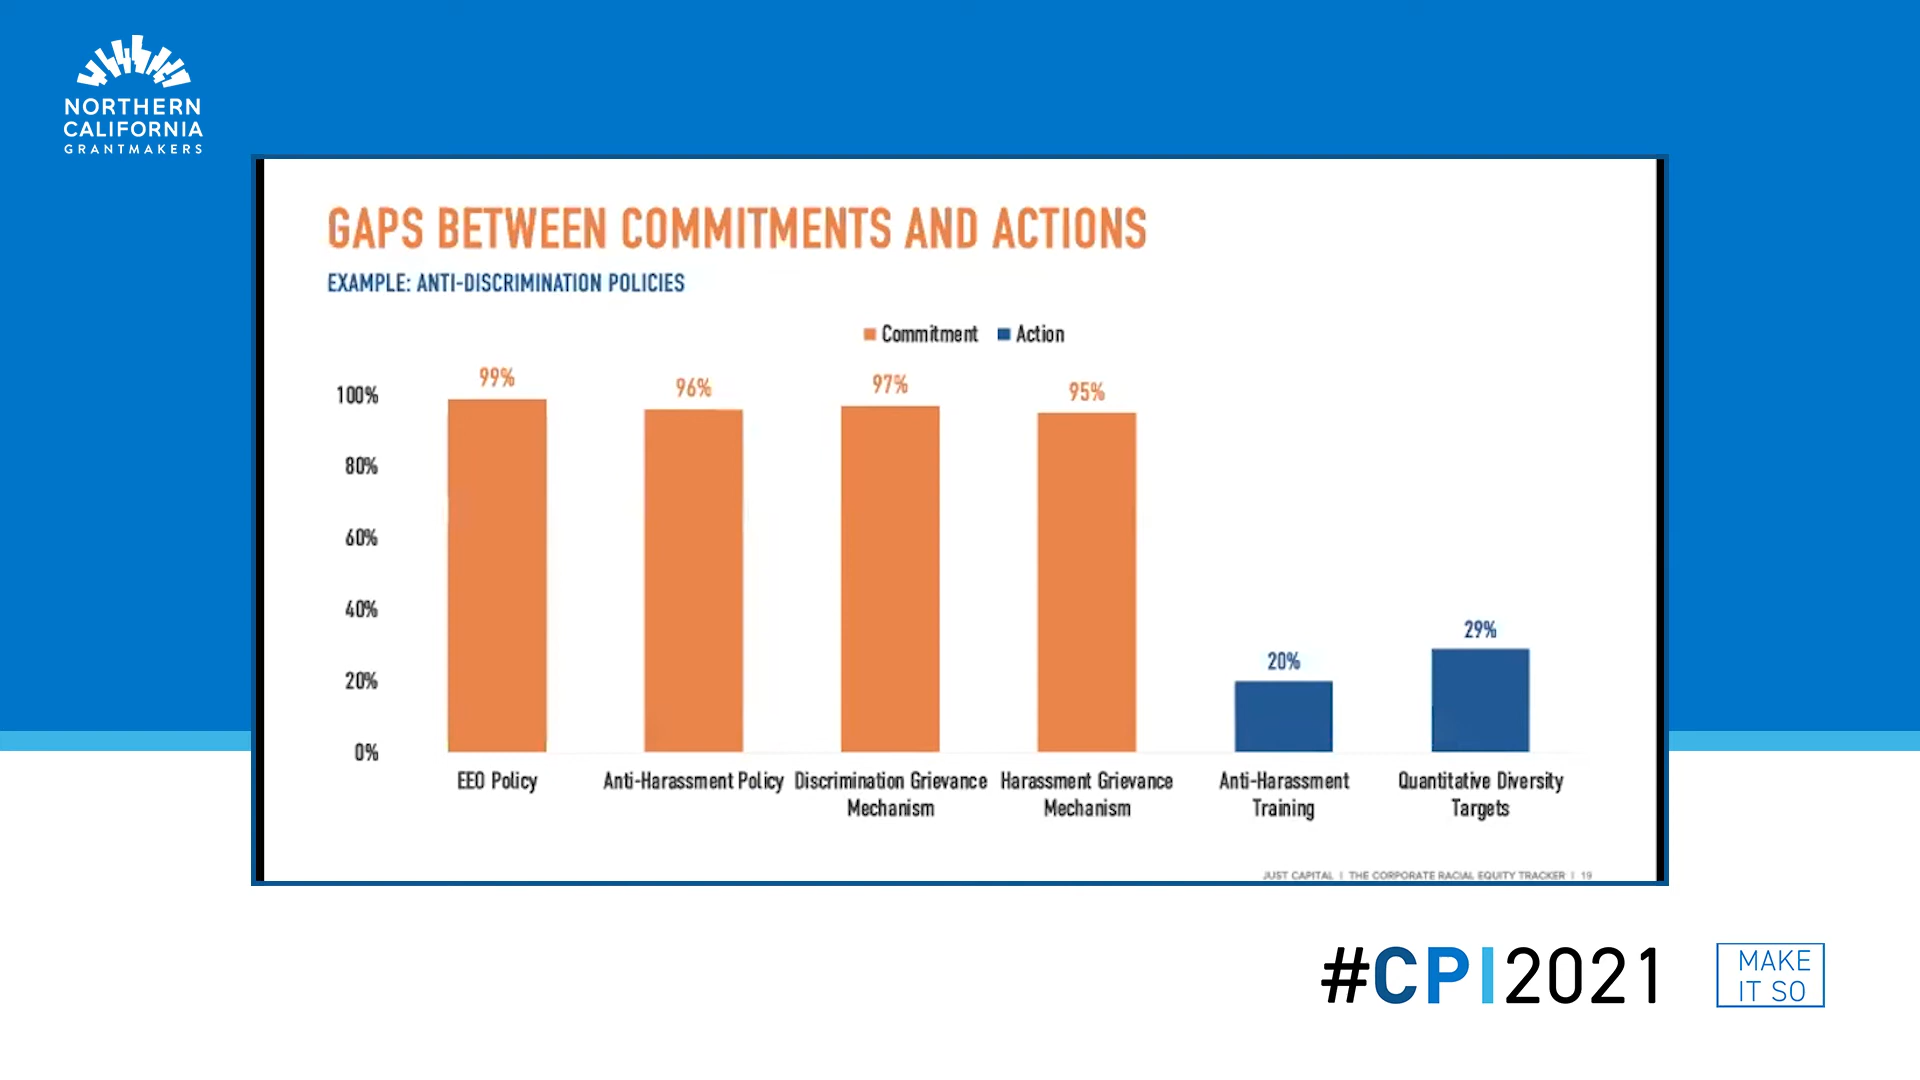 NORTHERN
CALIFORNIA
GRANTMAKERS
GAPS BETWEEN COMMITMENTS AND ACTIONS
EXAMPLE: ANTI-DISCRIMINATION POLICIES
Commitment Action
100%
80%
60%
40%
20%
0%
99%
96%
97%
95%
20%
29%
EEO Policy
Anti-Harassment Policy
Discrimination Grievance
Mechanism
Harassment Grievance
Mechanism
Anti-Harassment
Training
Quantitative Diversity
Targets
JUST CAPITAL | THE CORPORATE RACIAL EQUITY TRACKER | 19
#CPI2021
MAKE
IT SO